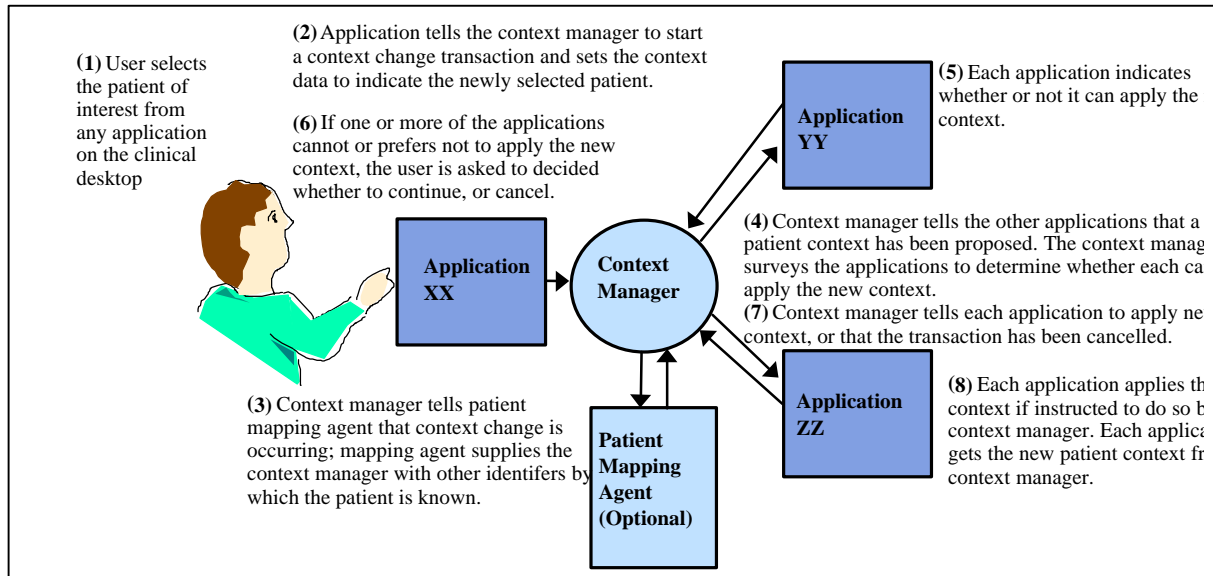 (1) User selects
the patient of
interest from
any application
on the clinical
desktop
(2) Application tells the context manager to start
a context change transaction and sets the context
data to indicate the newly selected patient.
(6) If one or more of the applications
cannot or prefers not to apply the new
context, the user is asked to decided
whether to continue, or cancel.
Application
XX
Context
Manager
(3) Context manager tells patient
mapping agent that context change is
occurring; mapping agent supplies the
context manager with other identifers by
which the patient is known.
Patient
Mapping
Agent
(Optional)
Application
YY
(5) Each application indicates
whether or not it can apply the
context.
(4) Context manager tells the other applications that a
patient context has been proposed. The context manag
surveys the applications to determine whether each ca
apply the new context.
(7) Context manager tells each application to apply ne
context, or that the transaction has been cancelled.
Application
ZZ
(8) Each application applies th
context if instructed to do so b
context manager. Each applica
gets the new patient context fr
context manager.